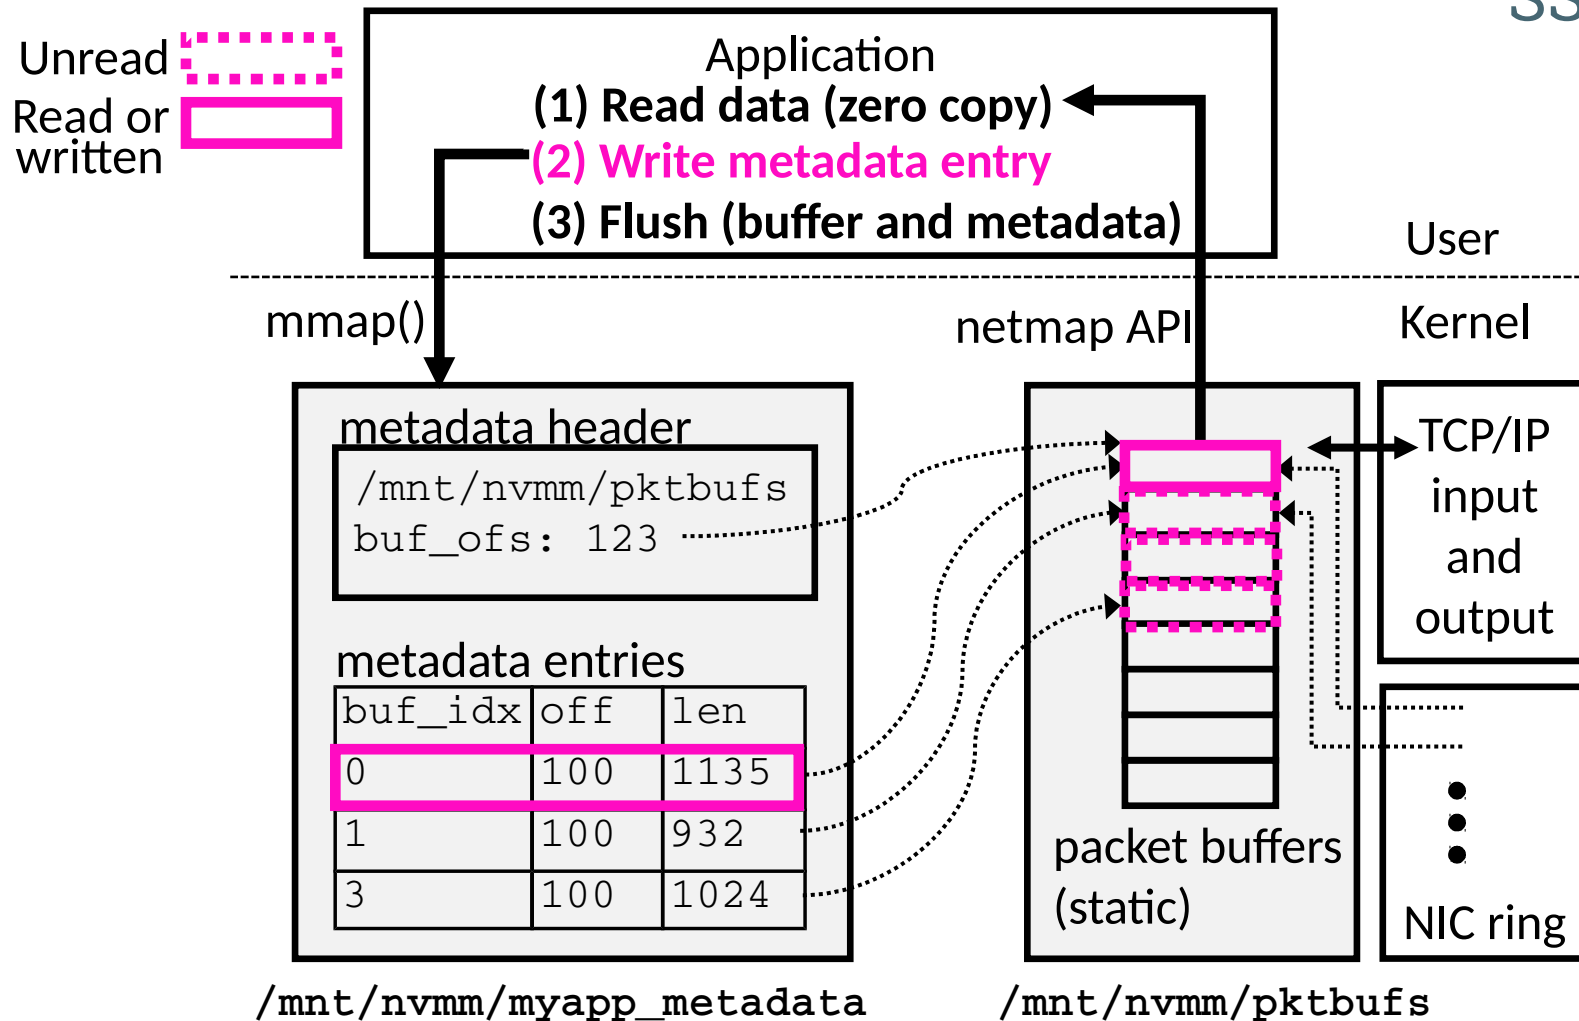 Unread
Read or
written
Application
(1) Read data (zero copy)
(2) Write metadata entry
(3) Flush (buffer and metadata)
User
Kernel
mmap()
netmap API
metadata header
/mnt/nvmm/pktbufs
buf_ofs: 123
metadata entries
buf_idx off len
0 100 1135
1 100 932
3 100 1024
packet buffers
(static)
TCP/IP
input
and
output
NIC ring
/mnt/nvmm/myapp_metadata
/mnt/nvmm/pktbufs